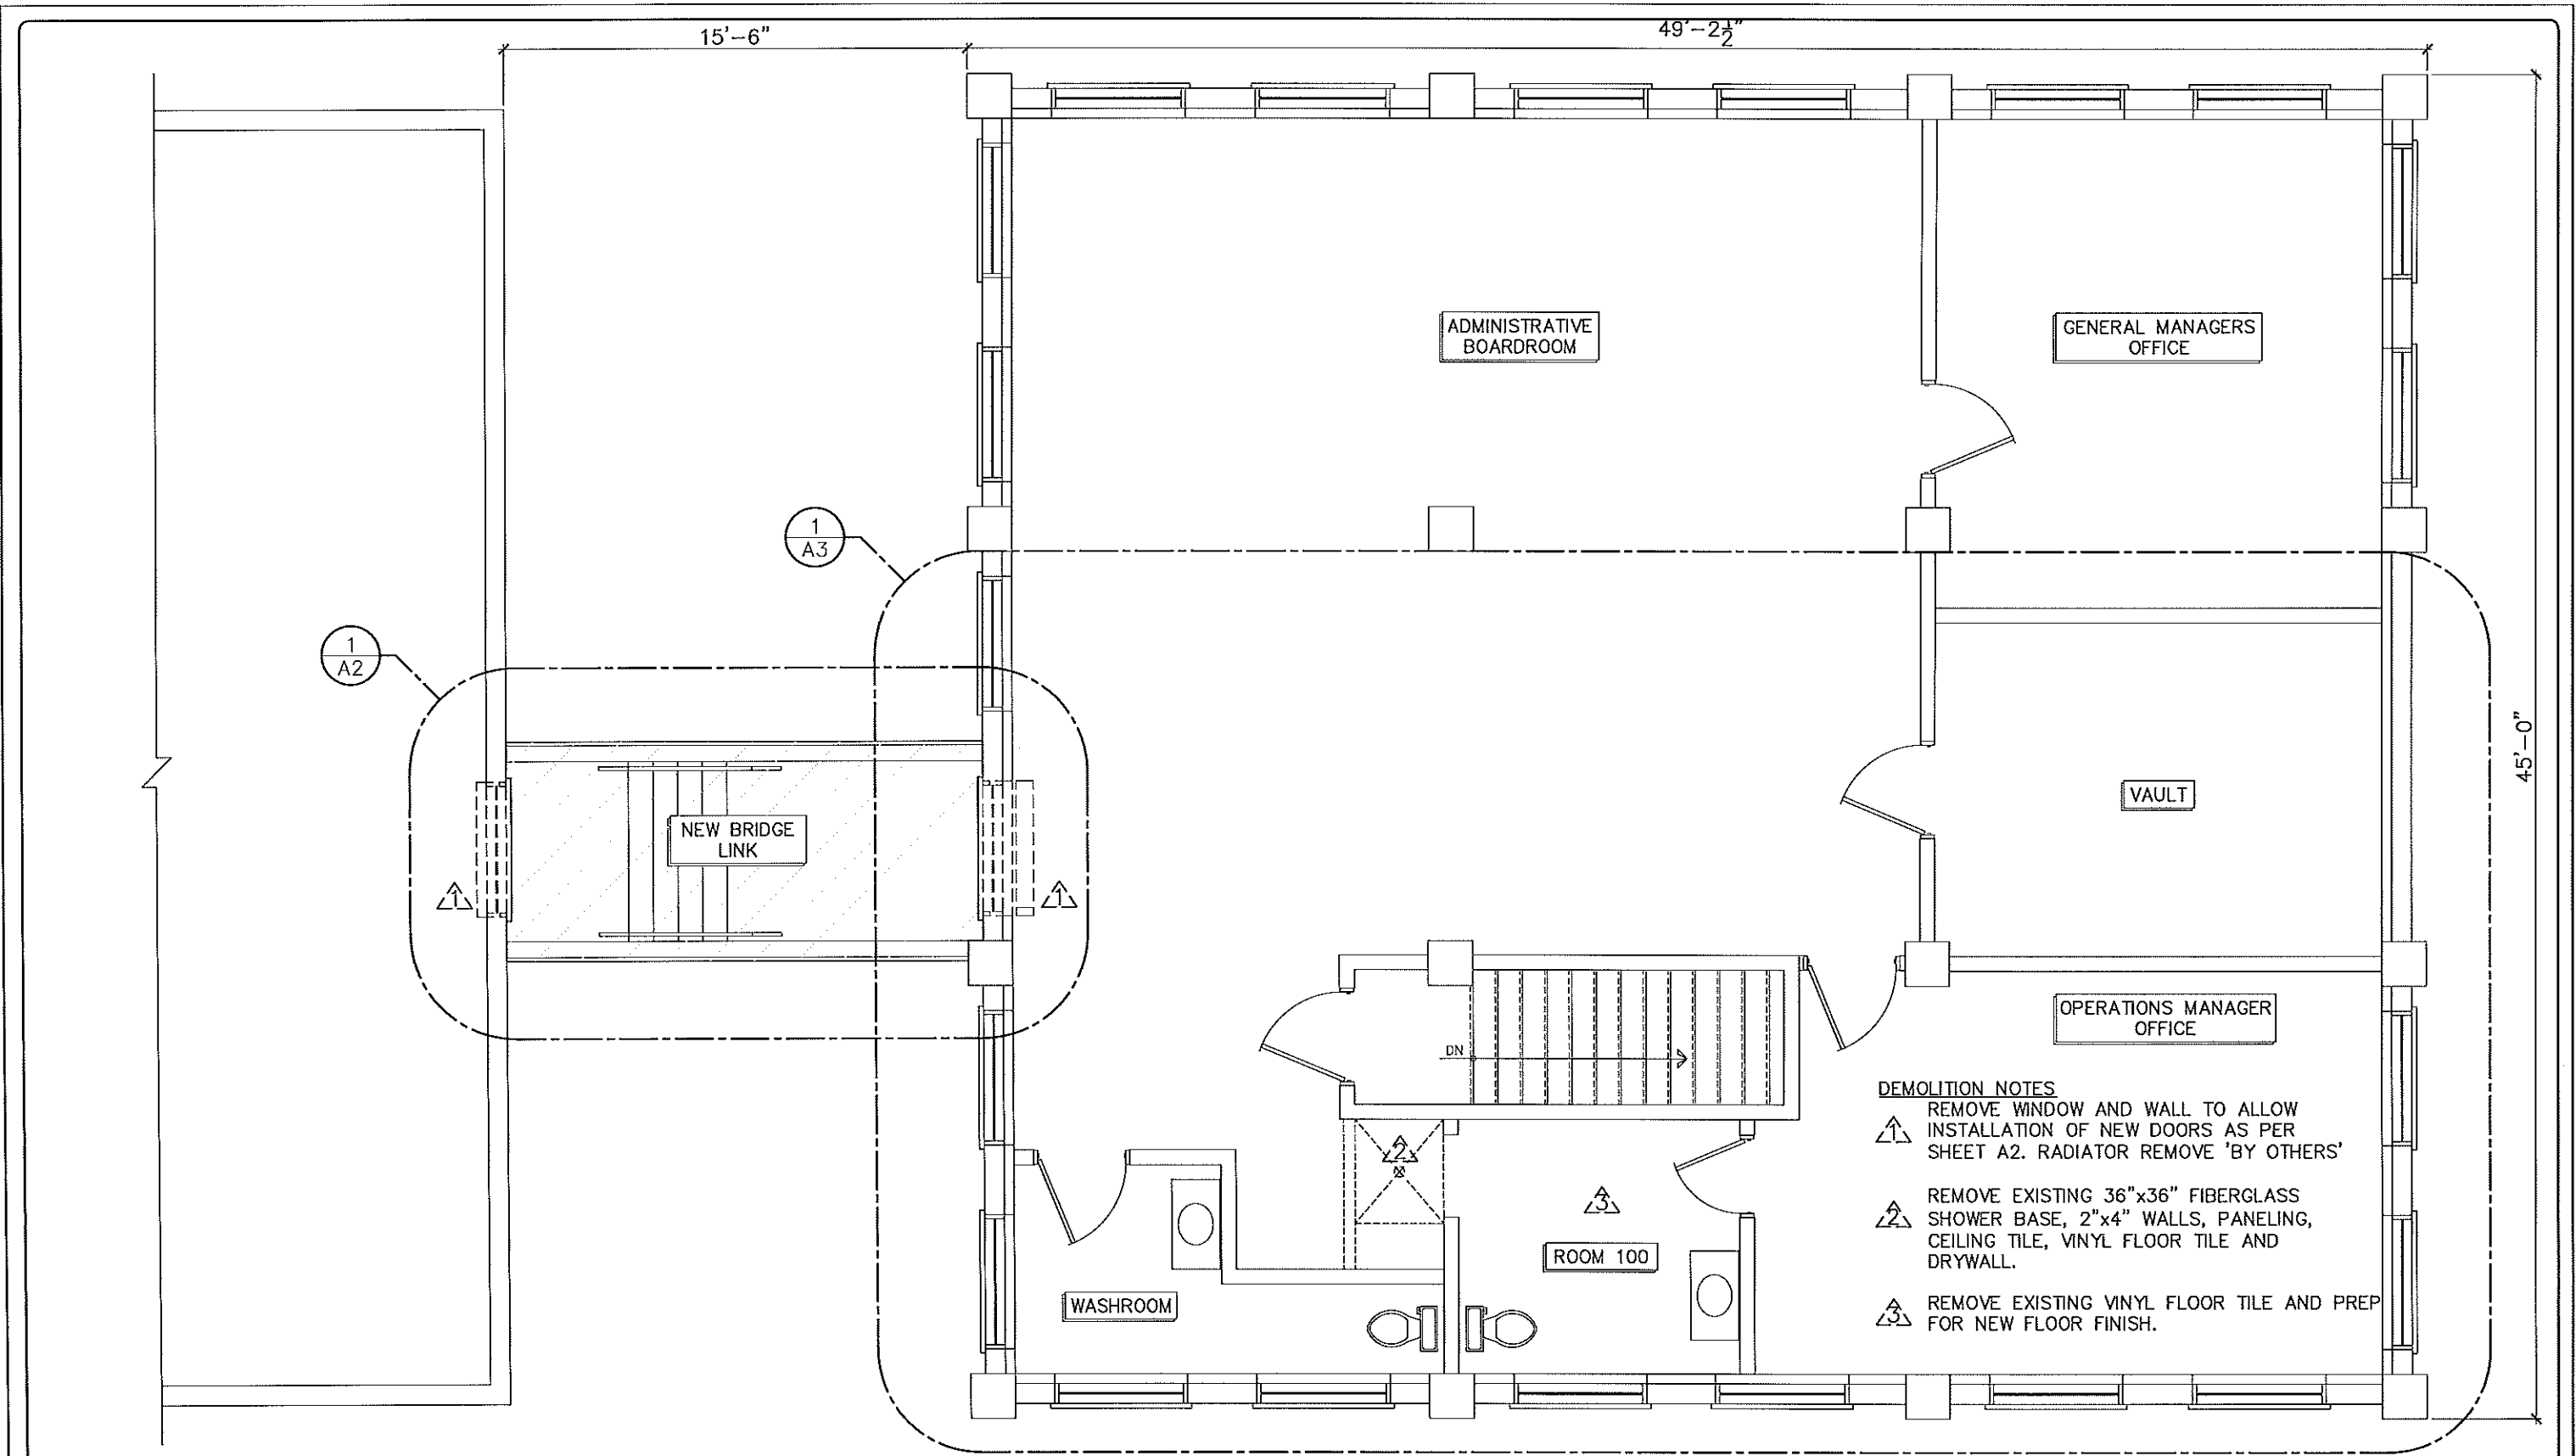 15'-6"
49'-2½"
ADMINISTRATIVE
BOARDROOM
GENERAL MANAGERS
OFFICE
1
A3
1
A2
45'-0"
VAULT
NEW BRIDGE
LINK
1
1
OPERATIONS MANAGER
OFFICE
DN
DEMOLITION NOTES
1 REMOVE WINDOW AND WALL TO ALLOW
INSTALLATION OF NEW DOORS AS PER
SHEET A2. RADIATOR REMOVE 'BY OTHERS'
2 REMOVE EXISTING 36"x36" FIBERGLASS
SHOWER BASE, 2"x4" WALLS, PANELING,
CEILING TILE, VINYL FLOOR TILE AND
DRYWALL.
3 REMOVE EXISTING VINYL FLOOR TILE AND PREP
FOR NEW FLOOR FINISH.
2
3
ROOM 100
WASHROOM